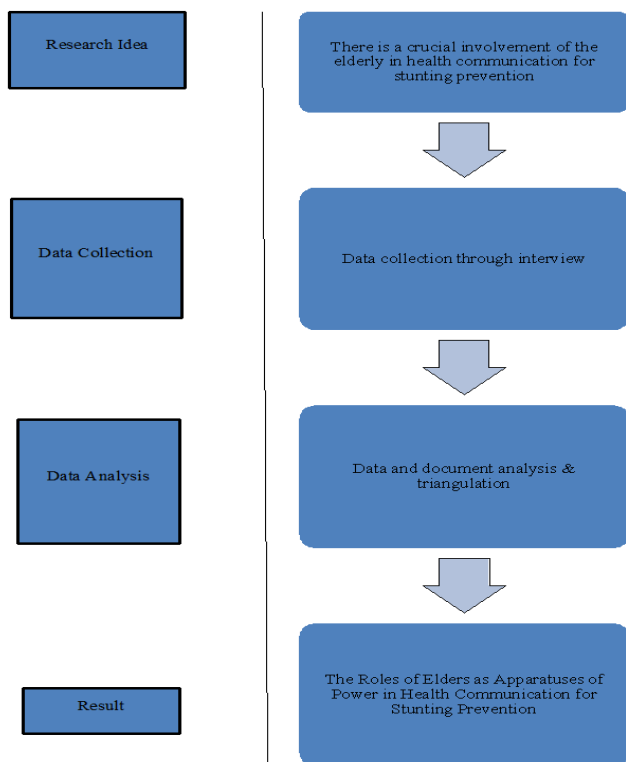 Research Idea
There is a crucial involvement of the
elderly in health communication for
stunting prevention
Data Collection
Data collection through interview
Data Analysis
Data and document analysis &
triangulation
Result
The Roles of Elders as Apparatuses of
Power in Health Communication for
Stunting Prevention